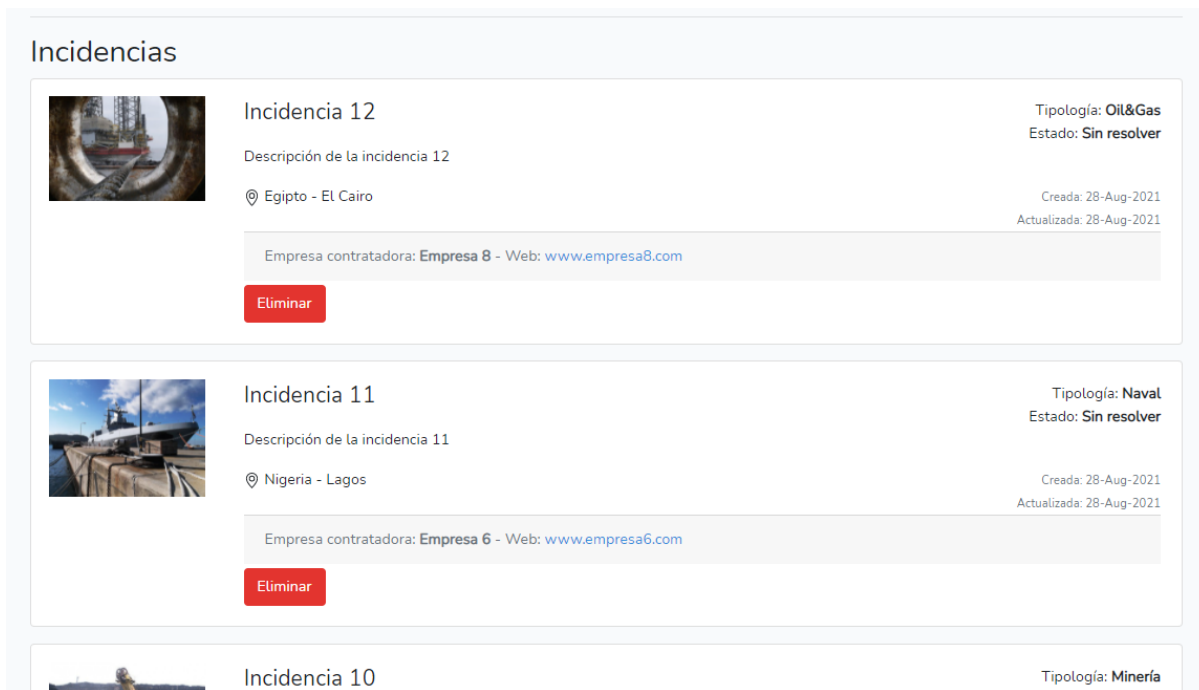 Incidencias
Incidencia 12
Tipología: Oil&Gas
Estado: Sin resolver
Descripción de la incidencia 12
Egipto - El Cairo
Creada: 28-Aug-2021
Actualizada: 28-Aug-2021
Empresa contratadora: Empresa 8 - Web: www.empresa8.com
Eliminar
Incidencia 11
Tipología: Naval
Estado: Sin resolver
Descripción de la incidencia 11
Nigeria - Lagos
Creada: 28-Aug-2021
Actualizada: 28-Aug-2021
Empresa contratadora: Empresa 6 - Web: www.empresa6.com
Eliminar
Incidencia 10
Tipología: Minería